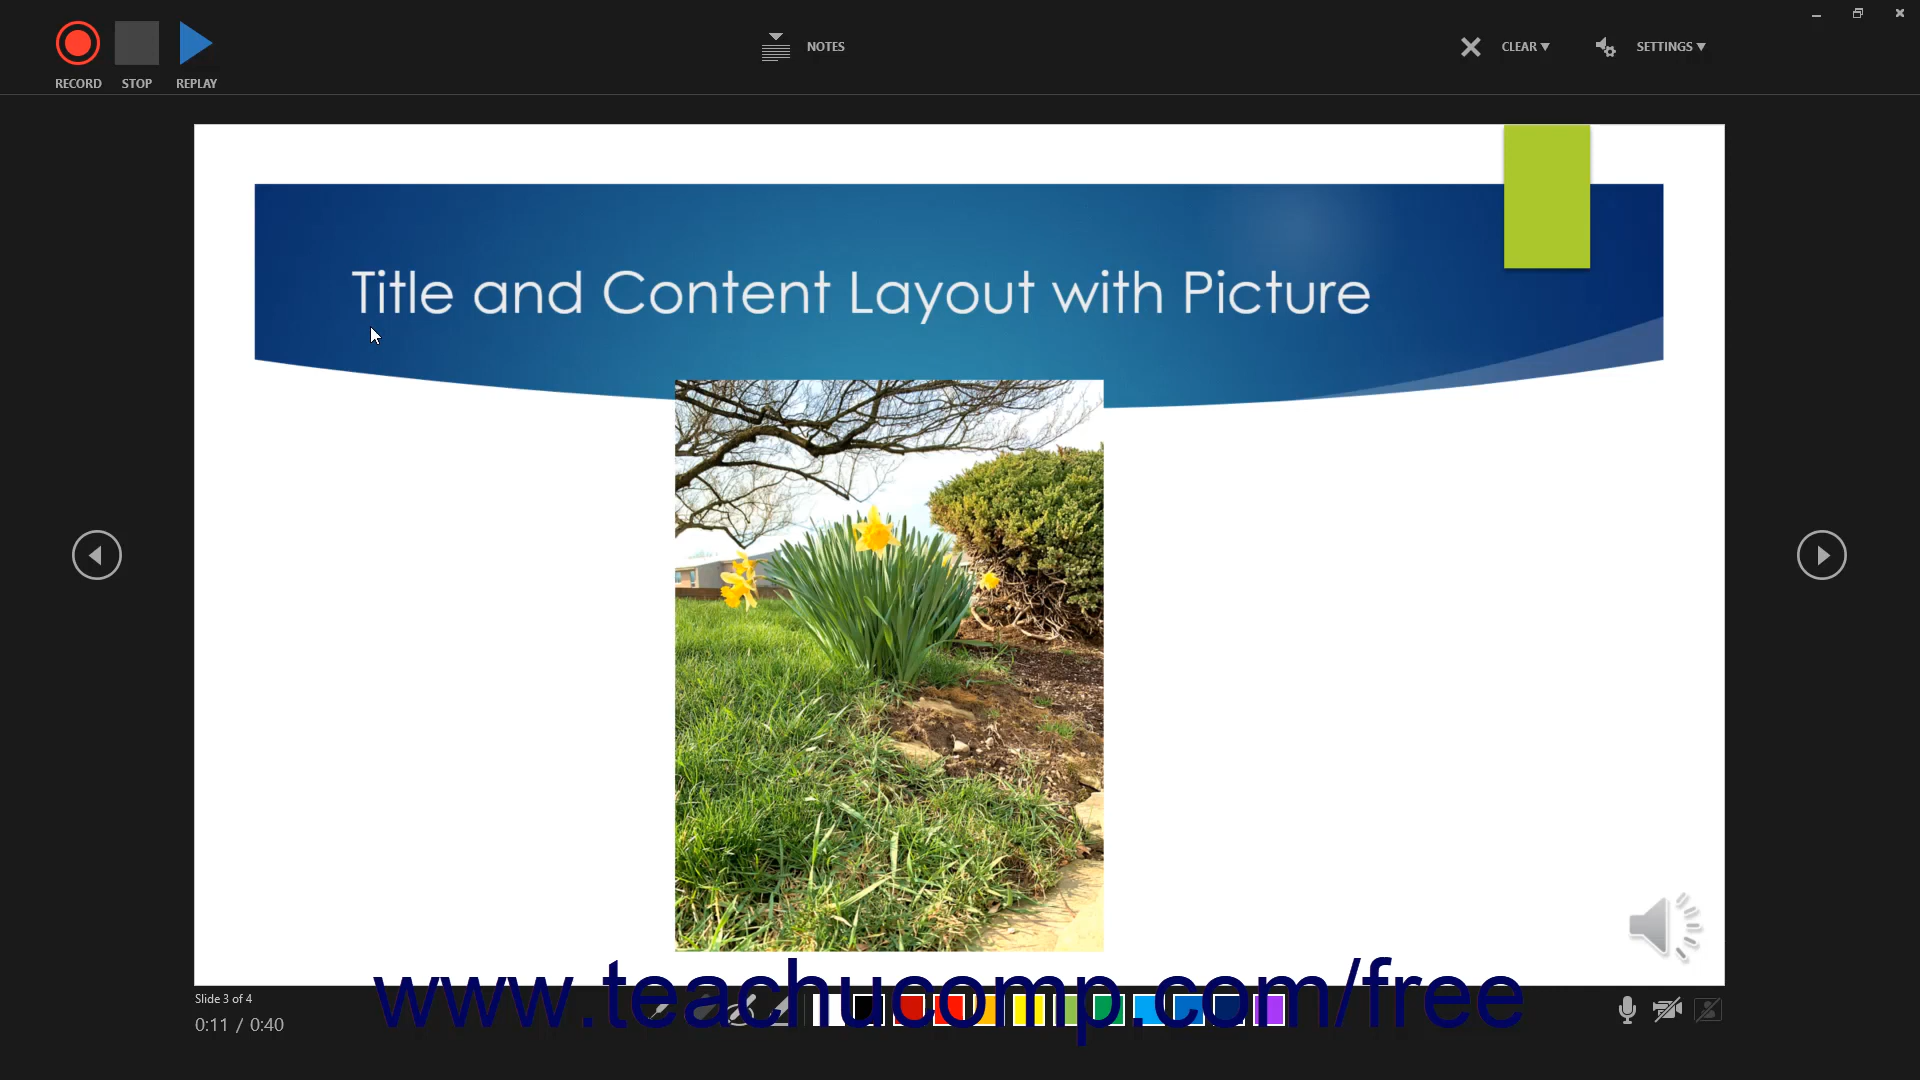 RECORD
STOP
REPLAY
NOTES
CLEAR
SETTINGS
Title and Content Layout with Picture
www.teachucomp.com/free
Slide 3 of 4
0:11 / 0:40